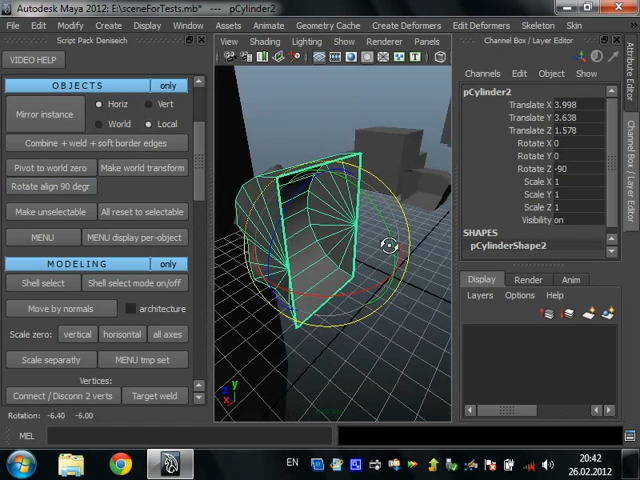 Autodesk Maya 2012: E:\sceneForTests.mb* --- pCylinder2
File Edit Modify Create Display Window Assets Animate Geometry Cache Create Deformers Edit Deformers Skeleton Skin
Script Pack Deniseich
VIDEO HELP
OBJECTS only
Mirror instance Horiz Vert
World Local
Combine + weld + soft border edges
Pivot to world zero Make world transform
Rotate align 90 degr
Make unselectable All reset to selectable
MENU MENU display per-object
MODELING only
Shell select Shell select mode on/off
Move by normals architecture
Scale zero: vertical horisontal all axes
Scale separatly MENU tmp set
Vertices:
Connect / Disconn 2 verts Target weld
Rotation: -6.40 -6.00
MEL
View Shading Lighting Show Renderer Panels
y
z
x
persp
Channel Box / Layer Editor
Channels Edit Object Show
pCylinder2
Translate X 3.998
Translate Y 3.638
Translate Z 1.578
Rotate X 0
Rotate Y 0
Rotate Z -90
Scale X 1
Scale Y 1
Scale Z 1
Visibility on
SHAPES
pCylinderShape2
Display Render Anim
Layers Options Help
Attribute Editor
Channel Box / Layer Editor
EN
20:42
26.02.2012